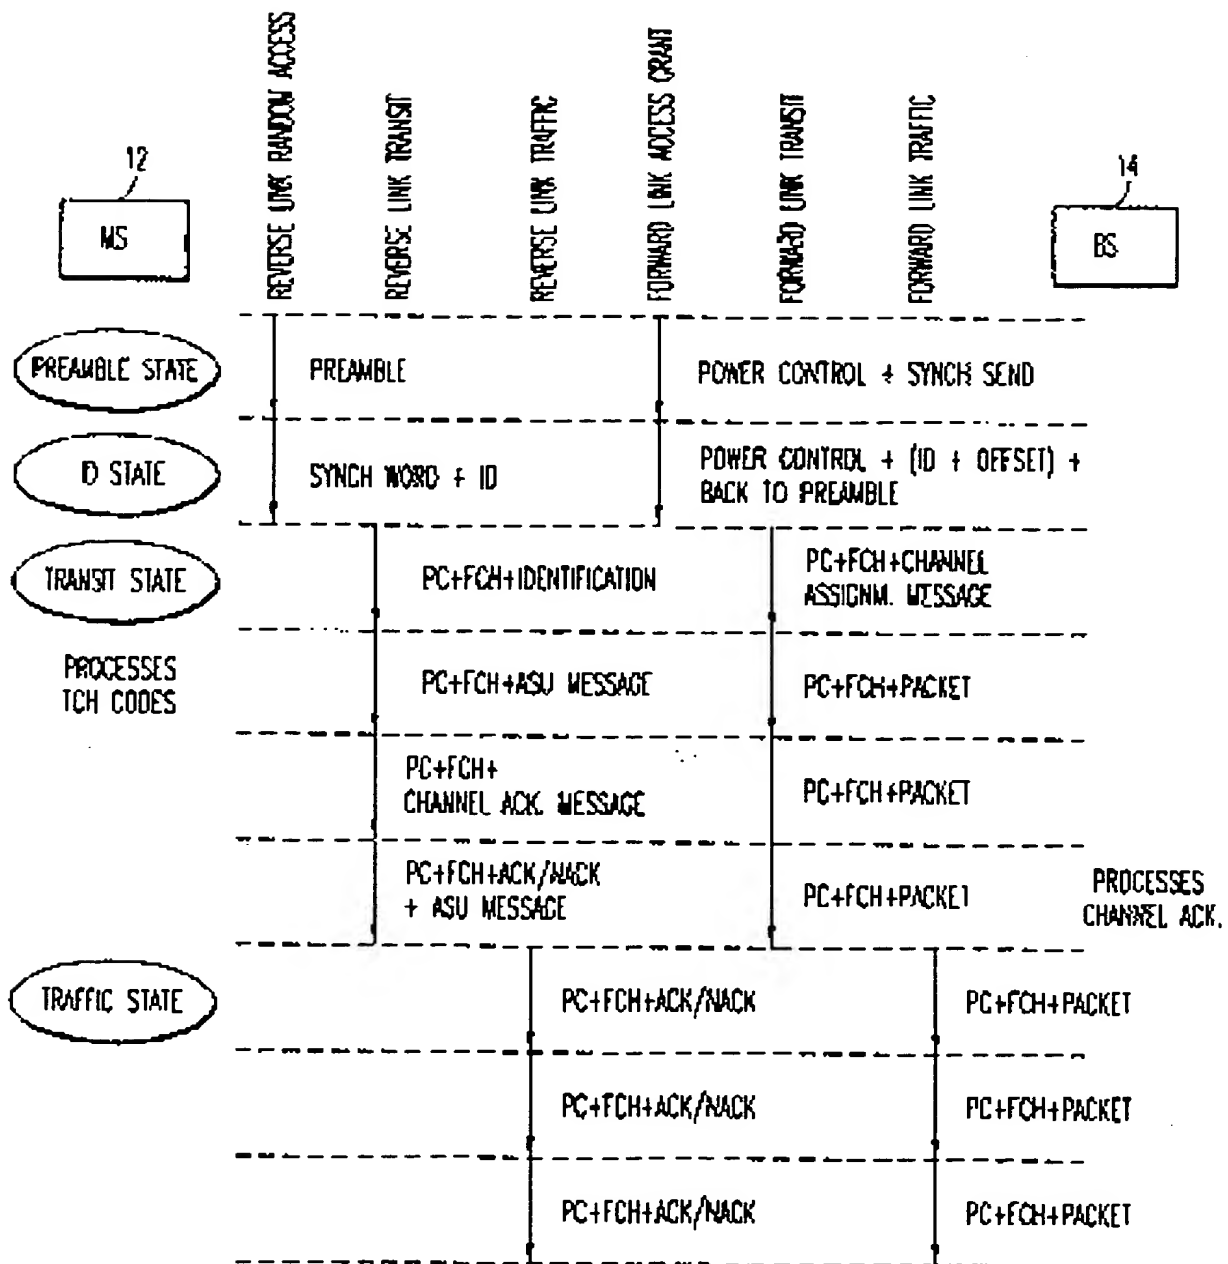 12
MS
REVERSE LINK RANDOM ACCESS
REVERSE LINK TRANSIT
REVERSE LINK TRAFFIC
FORWARD LINK ACCESS GRANT
FORWARD LINK TRANSIT
FORWARD LINK TRAFFIC
14
BS
PREAMBLE STATE
PREAMBLE
POWER CONTROL + SYNCH SEND
ID STATE
SYNCH WORD + ID
POWER CONTROL + (ID + OFFSET) +
BACK TO PREAMBLE
TRANSIT STATE
PC+FCH+IDENTIFICATION
PC+FCH+CHANNEL
ASSIGNM. MESSAGE
PROCESSES
TCH CODES
PC+FCH+ASU MESSAGE
PC+FCH+PACKET
PC+FCH+
CHANNEL ACK. MESSAGE
PC+FCH+PACKET
PC+FCH+ACK/NACK
+ ASU MESSAGE
PC+FCH+PACKET
PROCESSES
CHANNEL ACK.
TRAFFIC STATE
PC+FCH+ACK/NACK
PC+FCH+PACKET
PC+FCH+ACK/NACK
PC+FCH+PACKET
PC+FCH+ACK/NACK
PC+FCH+PACKET